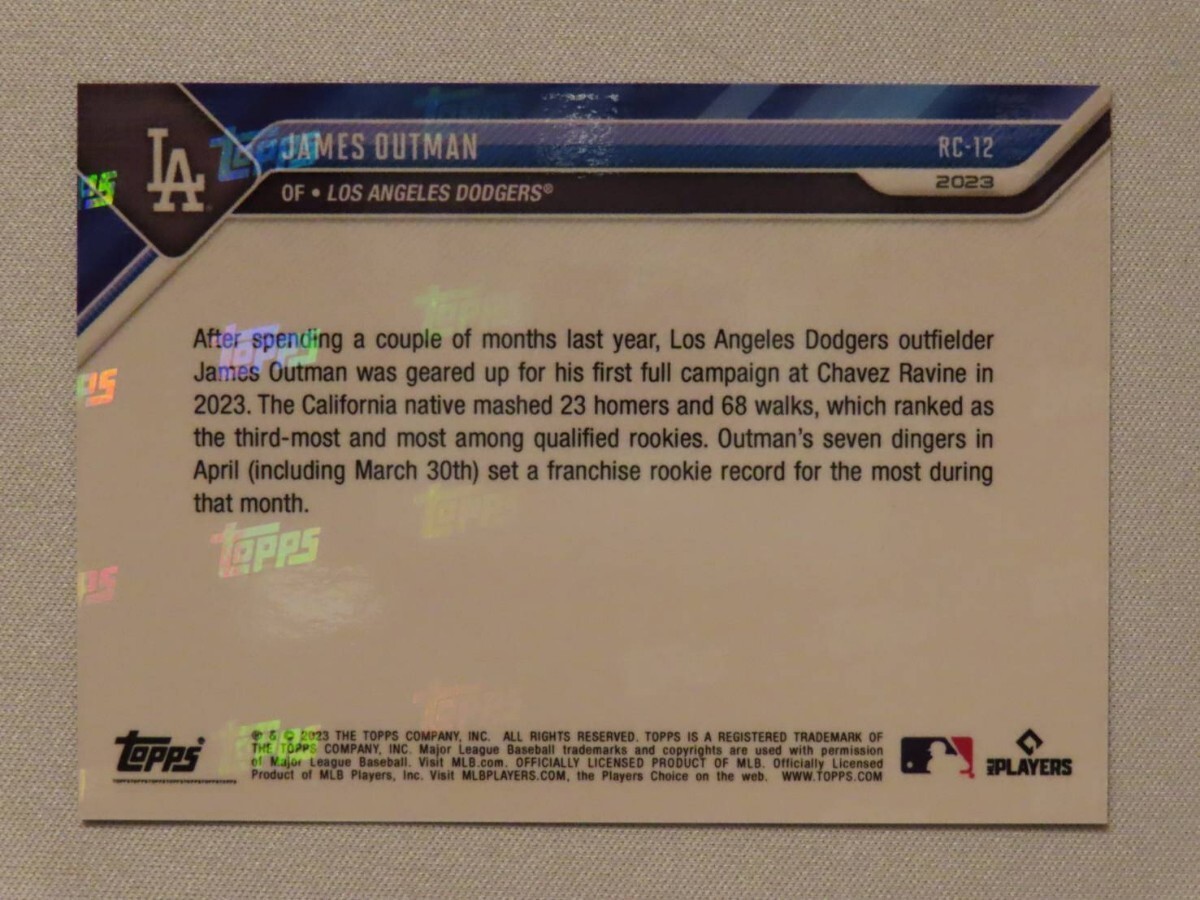 LA
JAMES OUTMAN
RC-12
OF • LOS ANGELES DODGERS®
2023
After spending a couple of months last year, Los Angeles Dodgers outfielder
James Outman was geared up for his first full campaign at Chavez Ravine in
2023. The California native mashed 23 homers and 68 walks, which ranked as
the third-most and most among qualified rookies. Outman's seven dingers in
April (including March 30th) set a franchise rookie record for the most during
that month.
topps
topps
topps
topps
® & © 2023 THE TOPPS COMPANY, INC. ALL RIGHTS RESERVED. TOPPS IS A REGISTERED TRADEMARK OF
THE TOPPS COMPANY, INC. Major League Baseball trademarks and copyrights are used with permission
of Major League Baseball. Visit MLB.com. OFFICIALLY LICENSED PRODUCT OF MLB. Officially Licensed
Product of MLB Players, Inc. Visit MLBPLAYERS.COM, the Players Choice on the web. WWW.TOPPS.COM
MLB PLAYERS